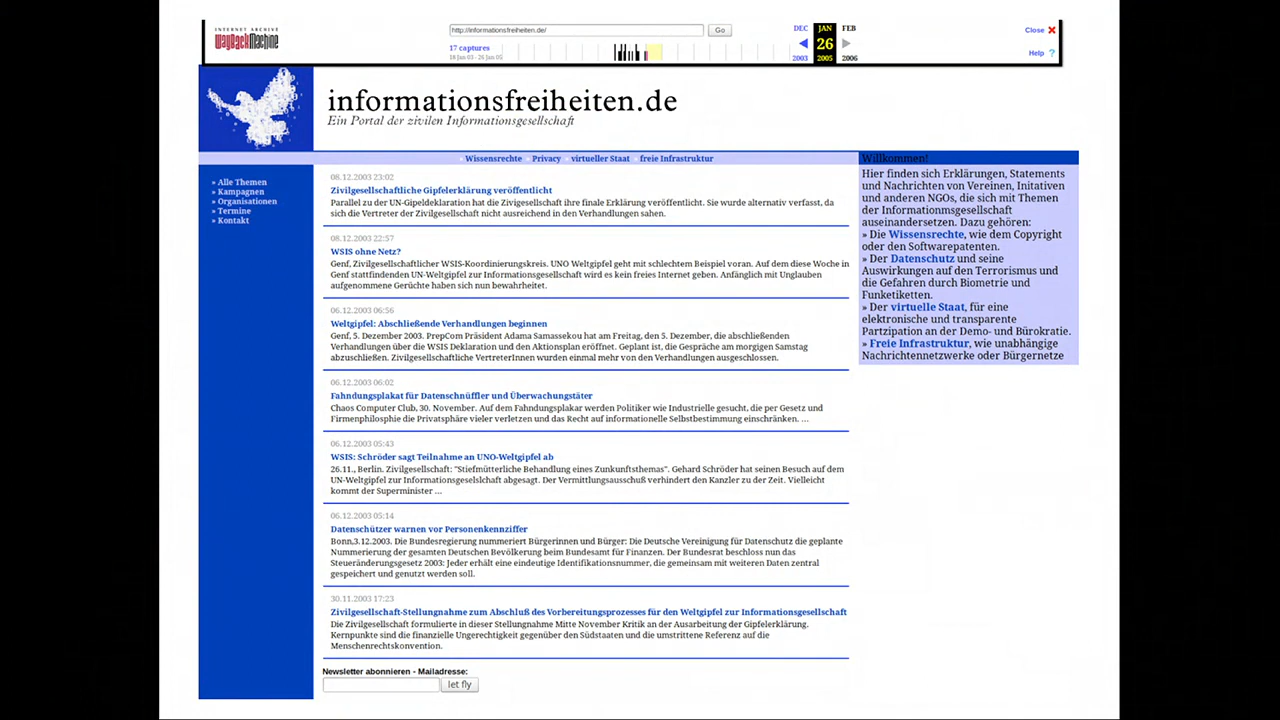 INTERNET ARCHIVE
WayBackMachine
http://informationsfreiheiten.de/
Go
17 captures
18 Jan 03 - 26 Jan 05
DEC JAN FEB
26
2003 2005 2006
Close
Help ?
informationsfreiheiten.de
Ein Portal der zivilen Informationsgesellschaft
Wissensrechte Privacy virtueller Staat freie Infrastruktur
» Alle Themen
» Kampagnen
» Organisationen
» Termine
» Kontakt
08.12.2003 23:02
Zivilgesellschaftliche Gipfelerklärung veröffentlicht
Parallel zu der UN-Gipeldeklaration hat die Zivigesellschaft ihre finale Erklärung veröffentlicht. Sie wurde alternativ verfasst, da
sich die Vertreter der Zivilgesellschaft nicht ausreichend in den Verhandlungen sahen.
08.12.2003 22:57
WSIS ohne Netz?
Genf, Zivilgesellschaftlicher WSIS-Koordinierungskreis. UNO Weltgipfel geht mit schlechtem Beispiel voran. Auf dem diese Woche in
Genf stattfindenden UN-Weltgipfel zur Informationsgesellschaft wird es kein freies Internet geben. Anfänglich mit Unglauben
aufgenommene Gerüchte haben sich nun bewahrheitet.
06.12.2003 06:56
Weltgipfel: Abschließende Verhandlungen beginnen
Genf, 5. Dezember 2003. PrepCom Präsident Adama Samassekou hat am Freitag, den 5. Dezember, die abschließenden
Verhandlungen über die WSIS Deklaration und den Aktionsplan eröffnet. Geplant ist, die Gespräche am morgigen Samstag
abzuschließen. Zivilgesellschaftliche VertreterInnen wurden einmal mehr von den Verhandlungen ausgeschlossen.
06.12.2003 06:02
Fahndungsplakat für Datenschnüffler und Überwachungstäter
Chaos Computer Club, 30. November. Auf dem Fahndungsplakat werden Politiker wie Industrielle gesucht, die per Gesetz und
Firmenphilosphie die Privatsphäre vieler verletzen und das Recht auf informationelle Selbstbestimmung einschränken. ...
06.12.2003 05:43
WSIS: Schröder sagt Teilnahme an UNO-Weltgipfel ab
26.11., Berlin. Zivilgesellschaft: "Stiefmütterliche Behandlung eines Zunkunftsthemas". Gehard Schröder hat seinen Besuch auf dem
UN-Weltgipfel zur Informationsgeselslchaft abgesagt. Der Vermittlungsausschuß verhindert den Kanzler zu der Zeit. Vielleicht
kommt der Superminister ...
06.12.2003 05:14
Datenschützer warnen vor Personenkennziffer
Bonn,3.12.2003. Die Bundesregierung nummeriert Bürgerinnen und Bürger: Die Deutsche Vereinigung für Datenschutz die geplante
Nummerierung der gesamten Deutschen Bevölkerung beim Bundesamt für Finanzen. Der Bundesrat beschloss nun das
Steueränderungsgesetz 2003: Jeder erhält eine eindeutige Identifikationsnummer, die gemeinsam mit weiteren Daten zentral
gespeichert und genutzt werden soll.
30.11.2003 17:23
Zivilgesellschaft-Stellungnahme zum Abschluß des Vorbereitungsprozesses für den Weltgipfel zur Informationsgesellschaft
Die Zivilgesellschaft formulierte in dieser Stellungnahme Mitte November Kritik an der Ausarbeitung der Gipfelerklärung.
Kernpunkte sind die finanzielle Ungerechtigkeit gegenüber den Südstaaten und die umstrittene Referenz auf die
Menschenrechtskonvention.
Newsletter abonnieren - Mailadresse:
let fly
Willkommen!
Hier finden sich Erklärungen, Statements
und Nachrichten von Vereinen, Initativen
und anderen NGOs, die sich mit Themen
der Informationmsgesellschaft
auseinandersetzen. Dazu gehören:
» Die Wissensrechte, wie dem Copyright
oder den Softwarepatenten.
» Der Datenschutz und seine
Auswirkungen auf den Terrorismus und
die Gefahren durch Biometrie und
Funketiketten.
» Der virtuelle Staat, für eine
elektronische und transparente
Partzipation an der Demo- und Bürokratie.
» Freie Infrastruktur, wie unabhängige
Nachrichtennetzwerke oder Bürgernetze